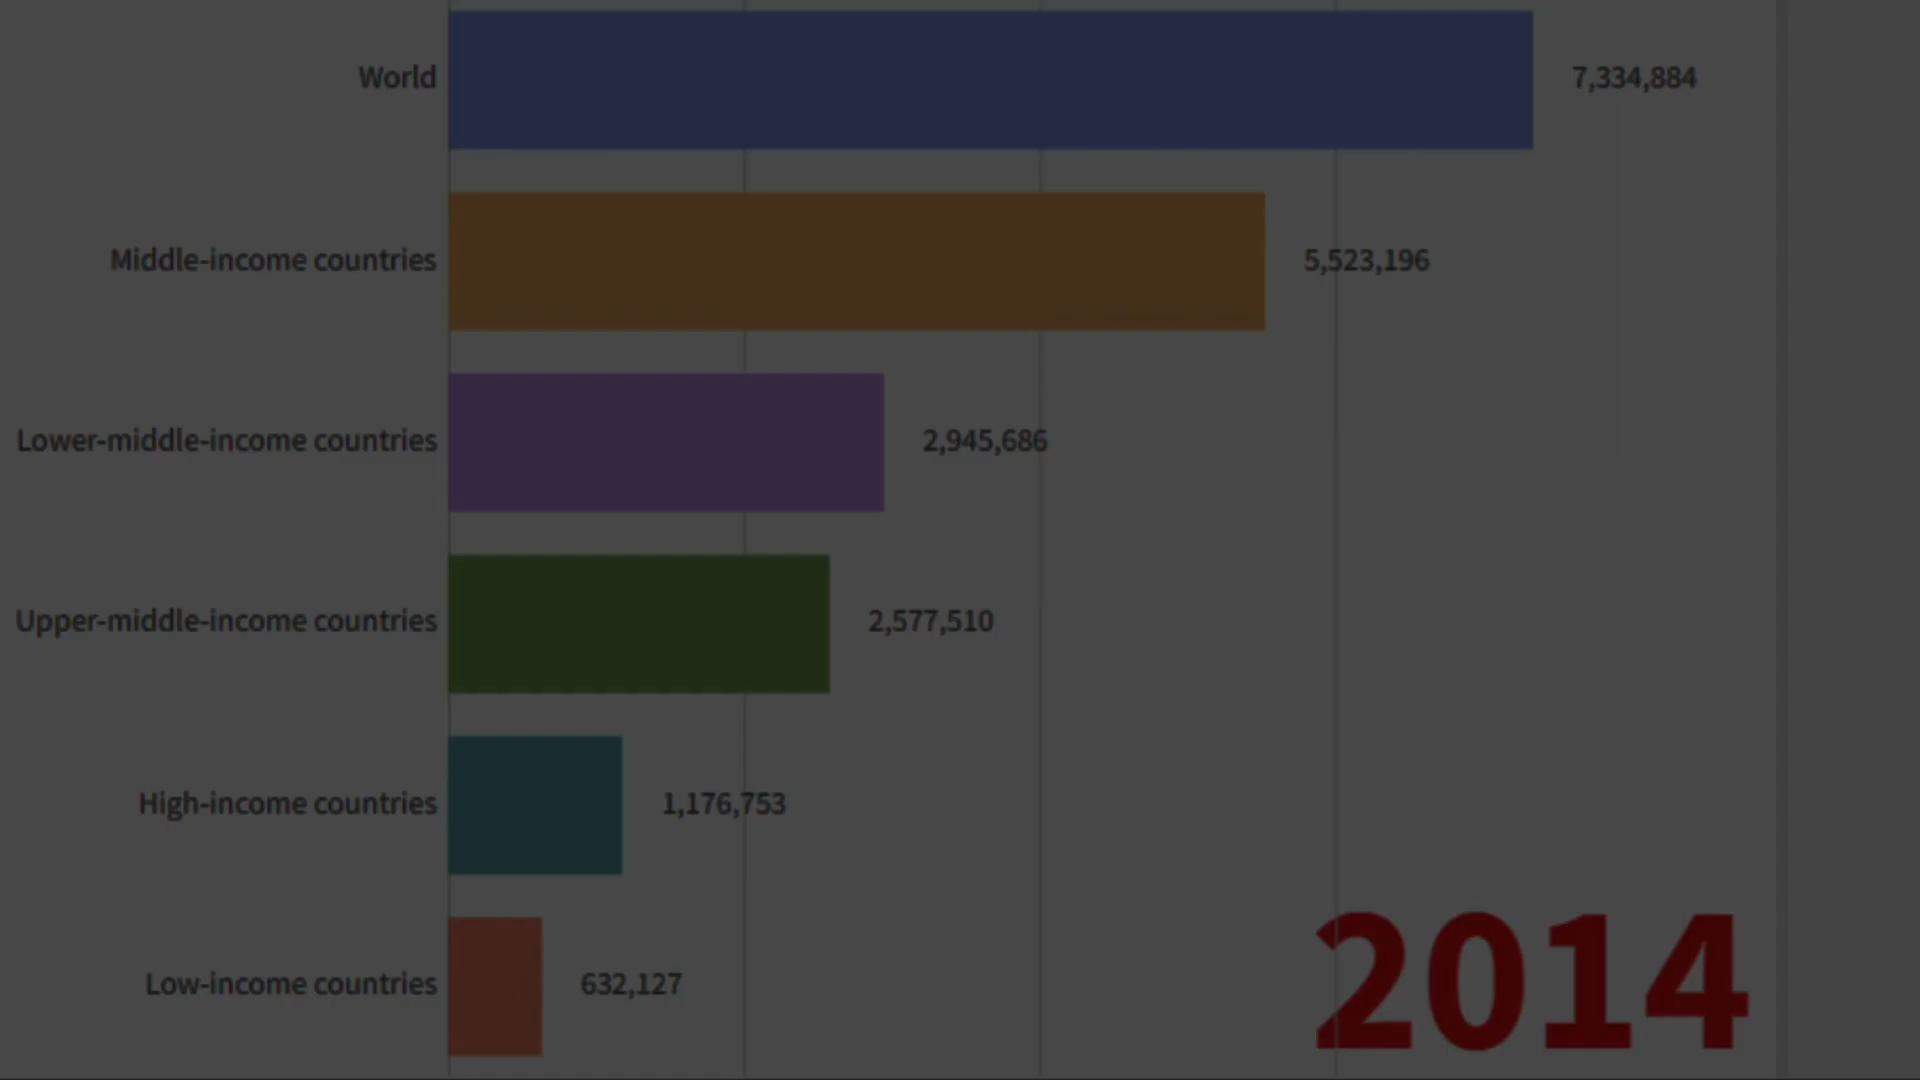 World 7,334,884
Middle-income countries 5,523,196
Lower-middle-income countries 2,945,686
Upper-middle-income countries 2,577,510
High-income countries 1,176,753
Low-income countries 632,127
2014